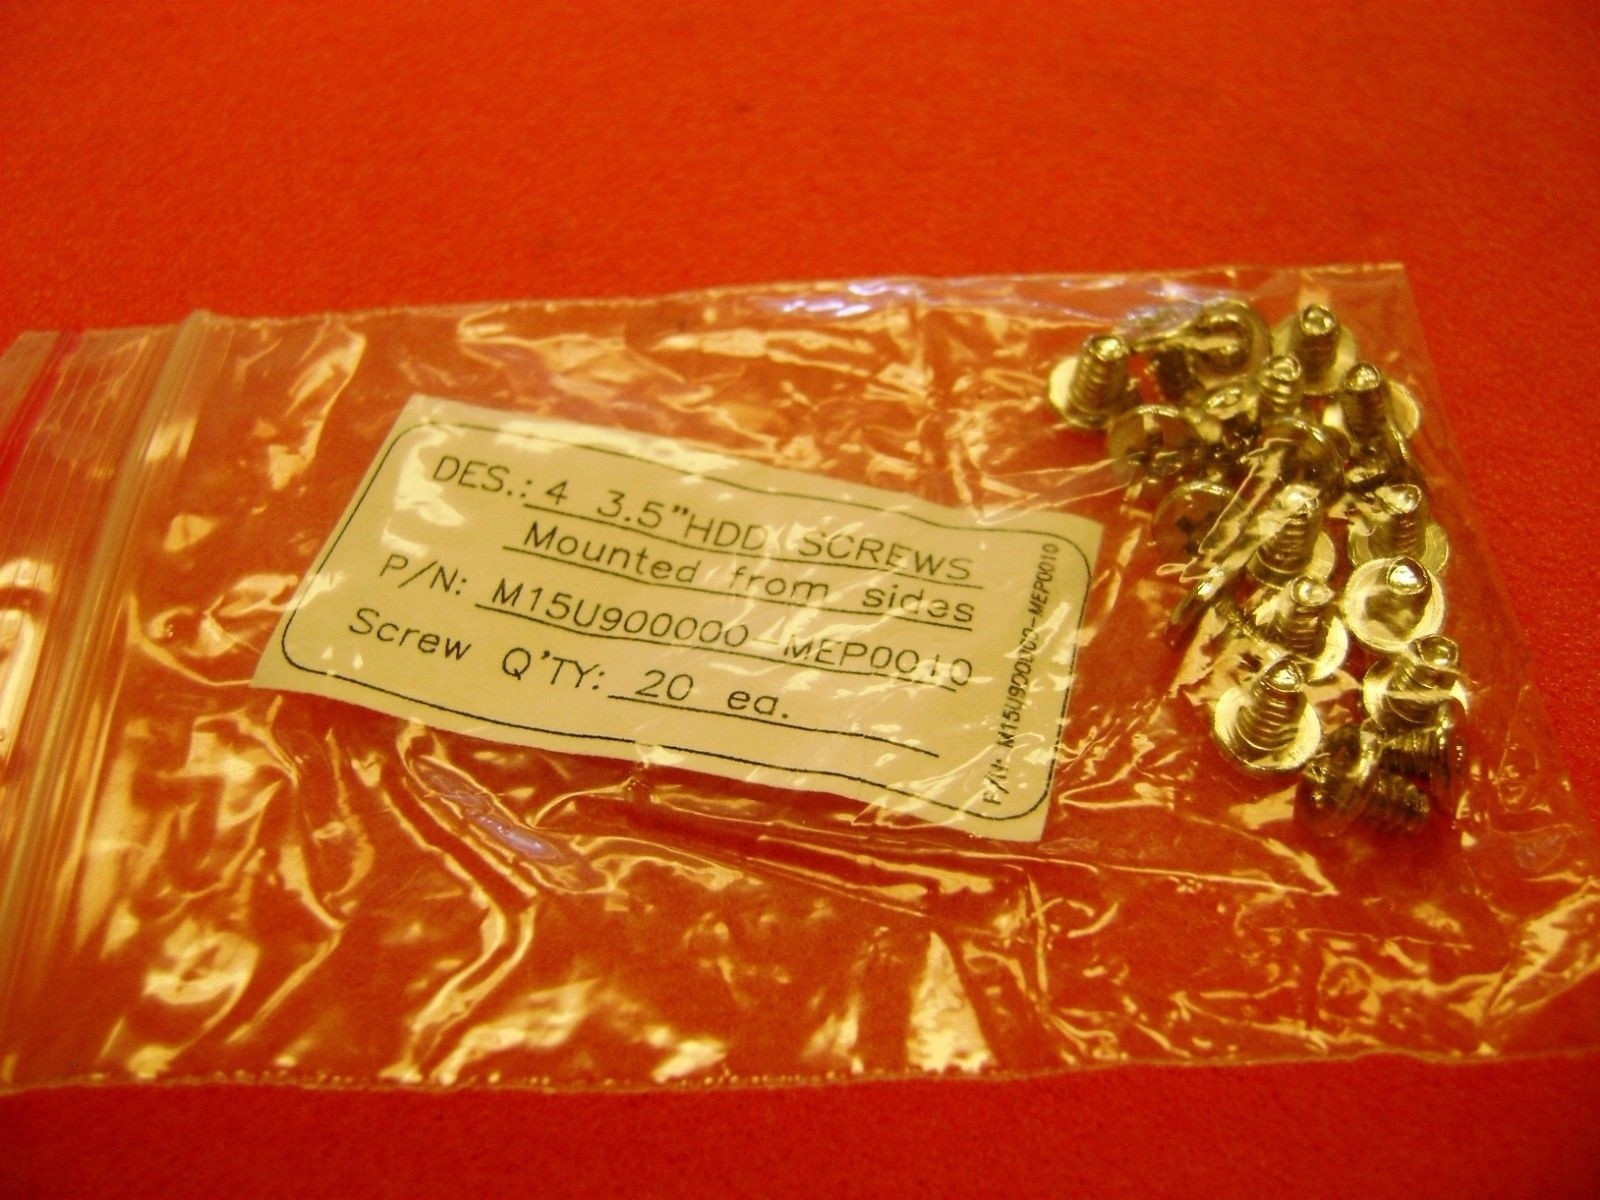 DES.: 4 3.5"HDD SCREWS
Mounted from sides
P/N: M15U900000-MEP0010
Screw Q'TY: 20 ea.
P/N: M15U900000-MEP0010